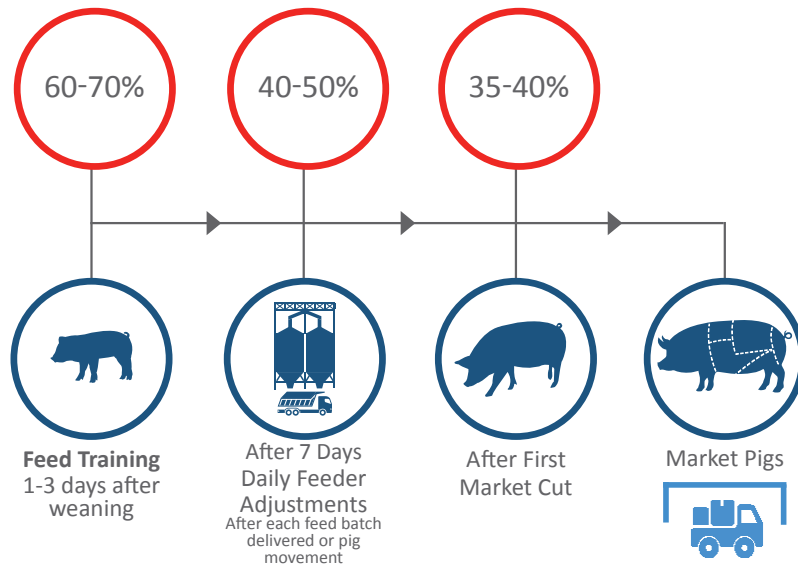 60-70%
40-50%
35-40%
Feed Training
1-3 days after
weaning
After 7 Days
Daily Feeder
Adjustments
After each feed batch
delivered or pig
movement
After First
Market Cut
Market Pigs